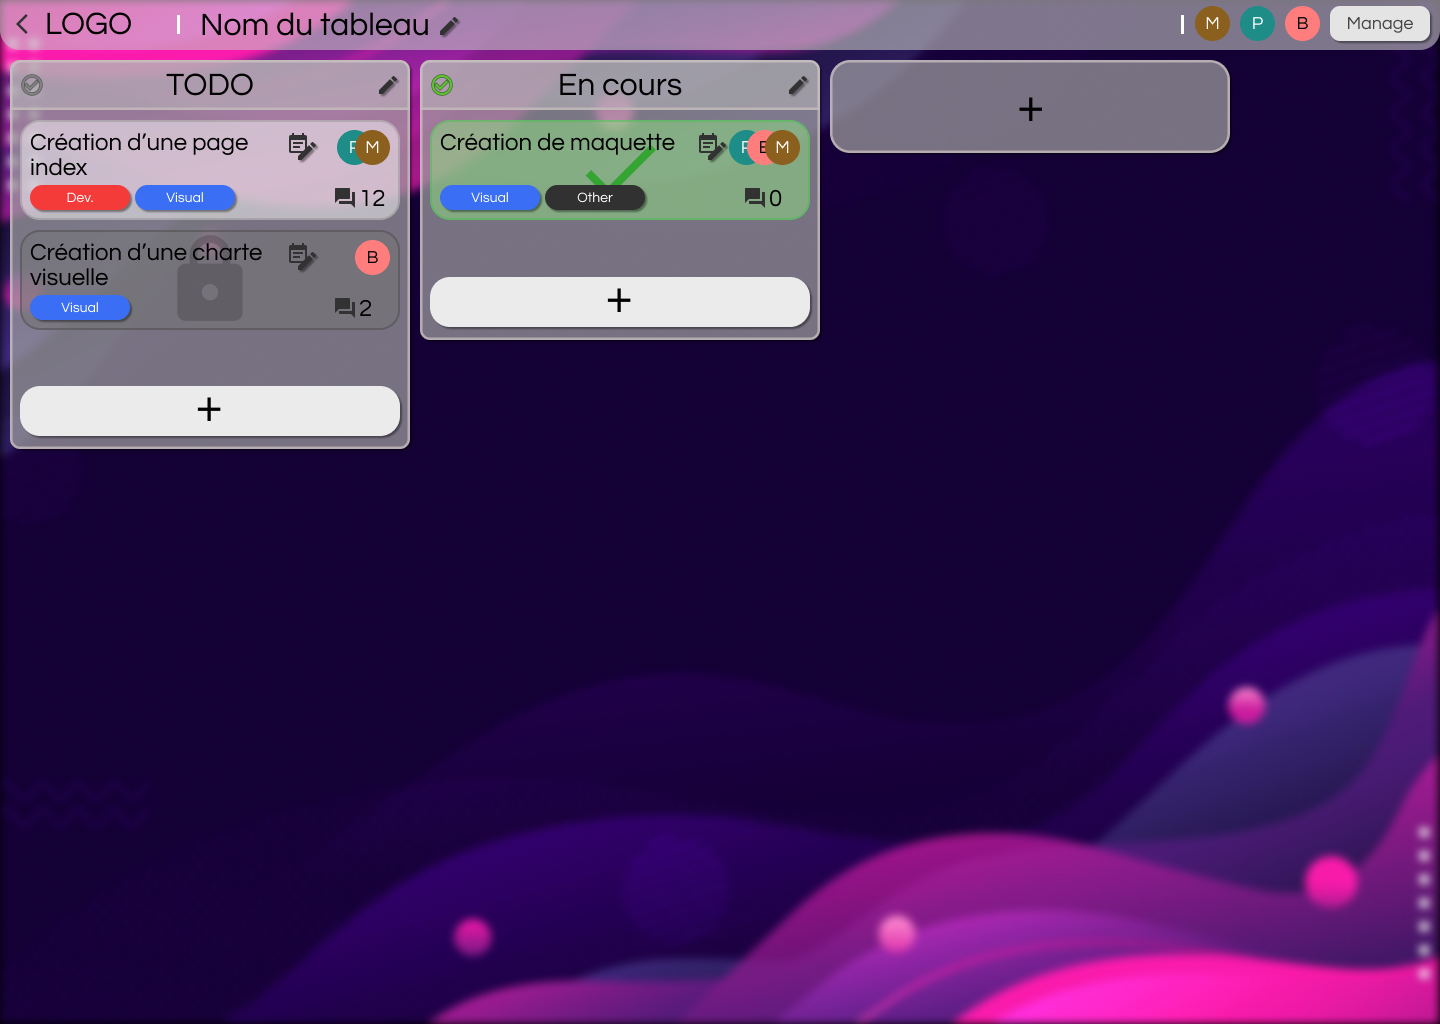 LOGO
Nom du tableau
M
P
B
Manage
TODO
Création d’une page
index
M
Dev.
Visual
12
Création d’une charte
visuelle
B
Visual
2
En cours
Création de maquette
M
Visual
Other
0